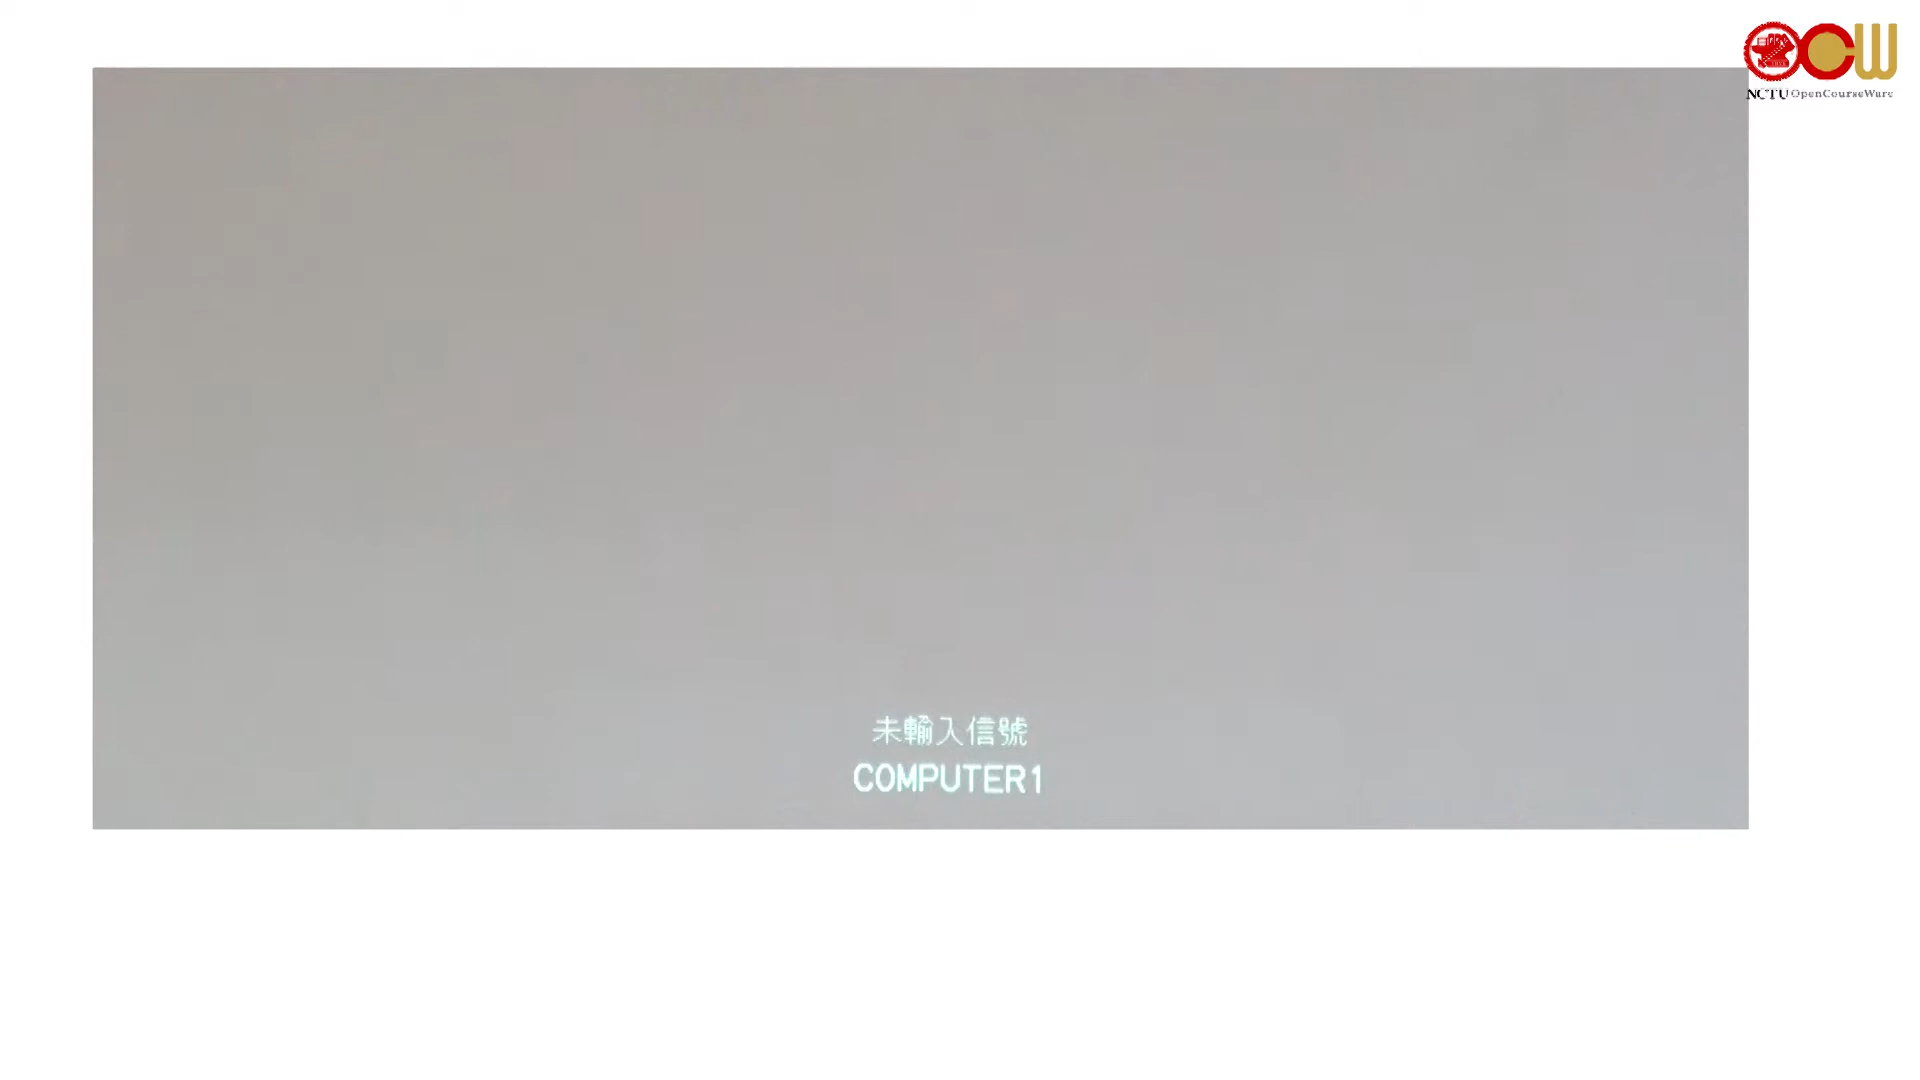 NCTU OpenCourseWare
未輸入信號
COMPUTER1